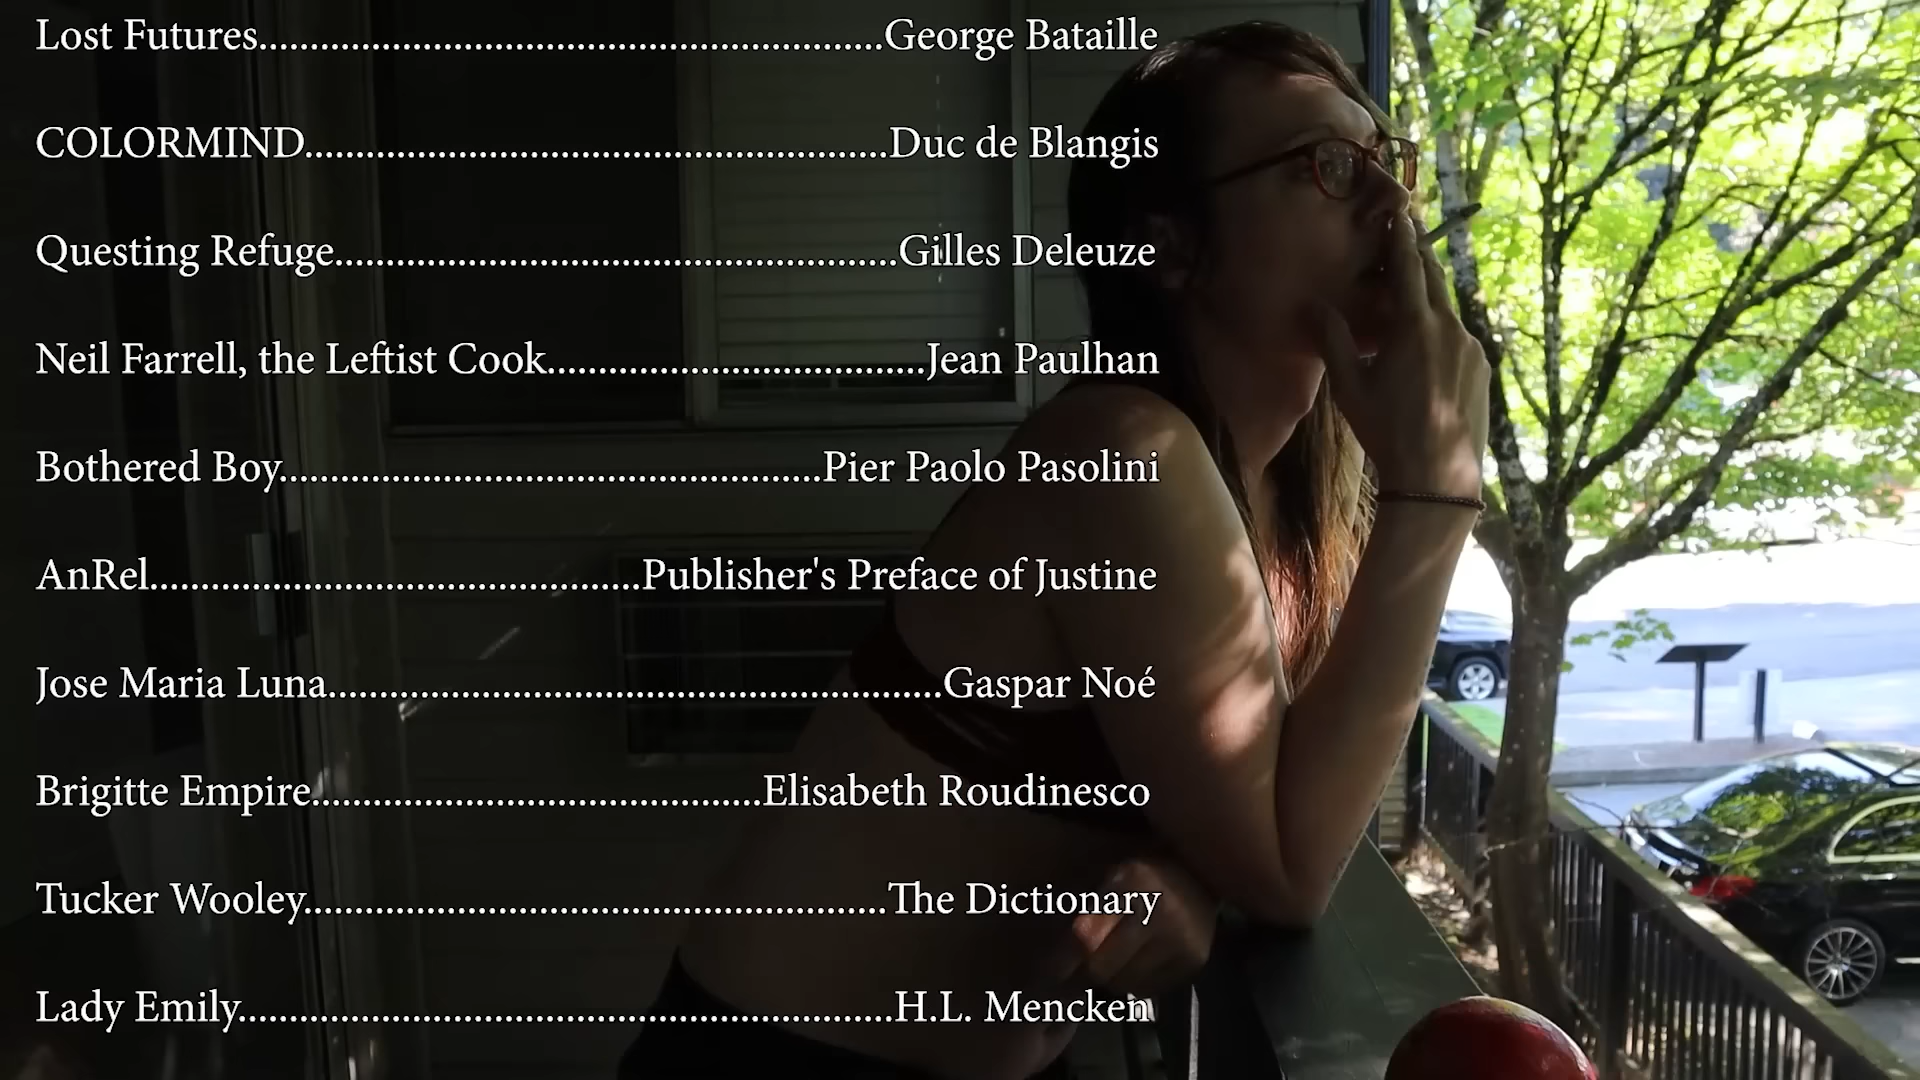 Lost Futures.............................................................George Bataille
COLORMIND.........................................................Duc de Blangis
Questing Refuge.......................................................Gilles Deleuze
Neil Farrell, the Leftist Cook.....................................Jean Paulhan
Bothered Boy.....................................................Pier Paolo Pasolini
AnRel................................................Publisher's Preface of Justine
Jose Maria Luna............................................................Gaspar Noé
Brigitte Empire............................................Elisabeth Roudinesco
Tucker Wooley.........................................................The Dictionary
Lady Emily................................................................H.L. Mencken